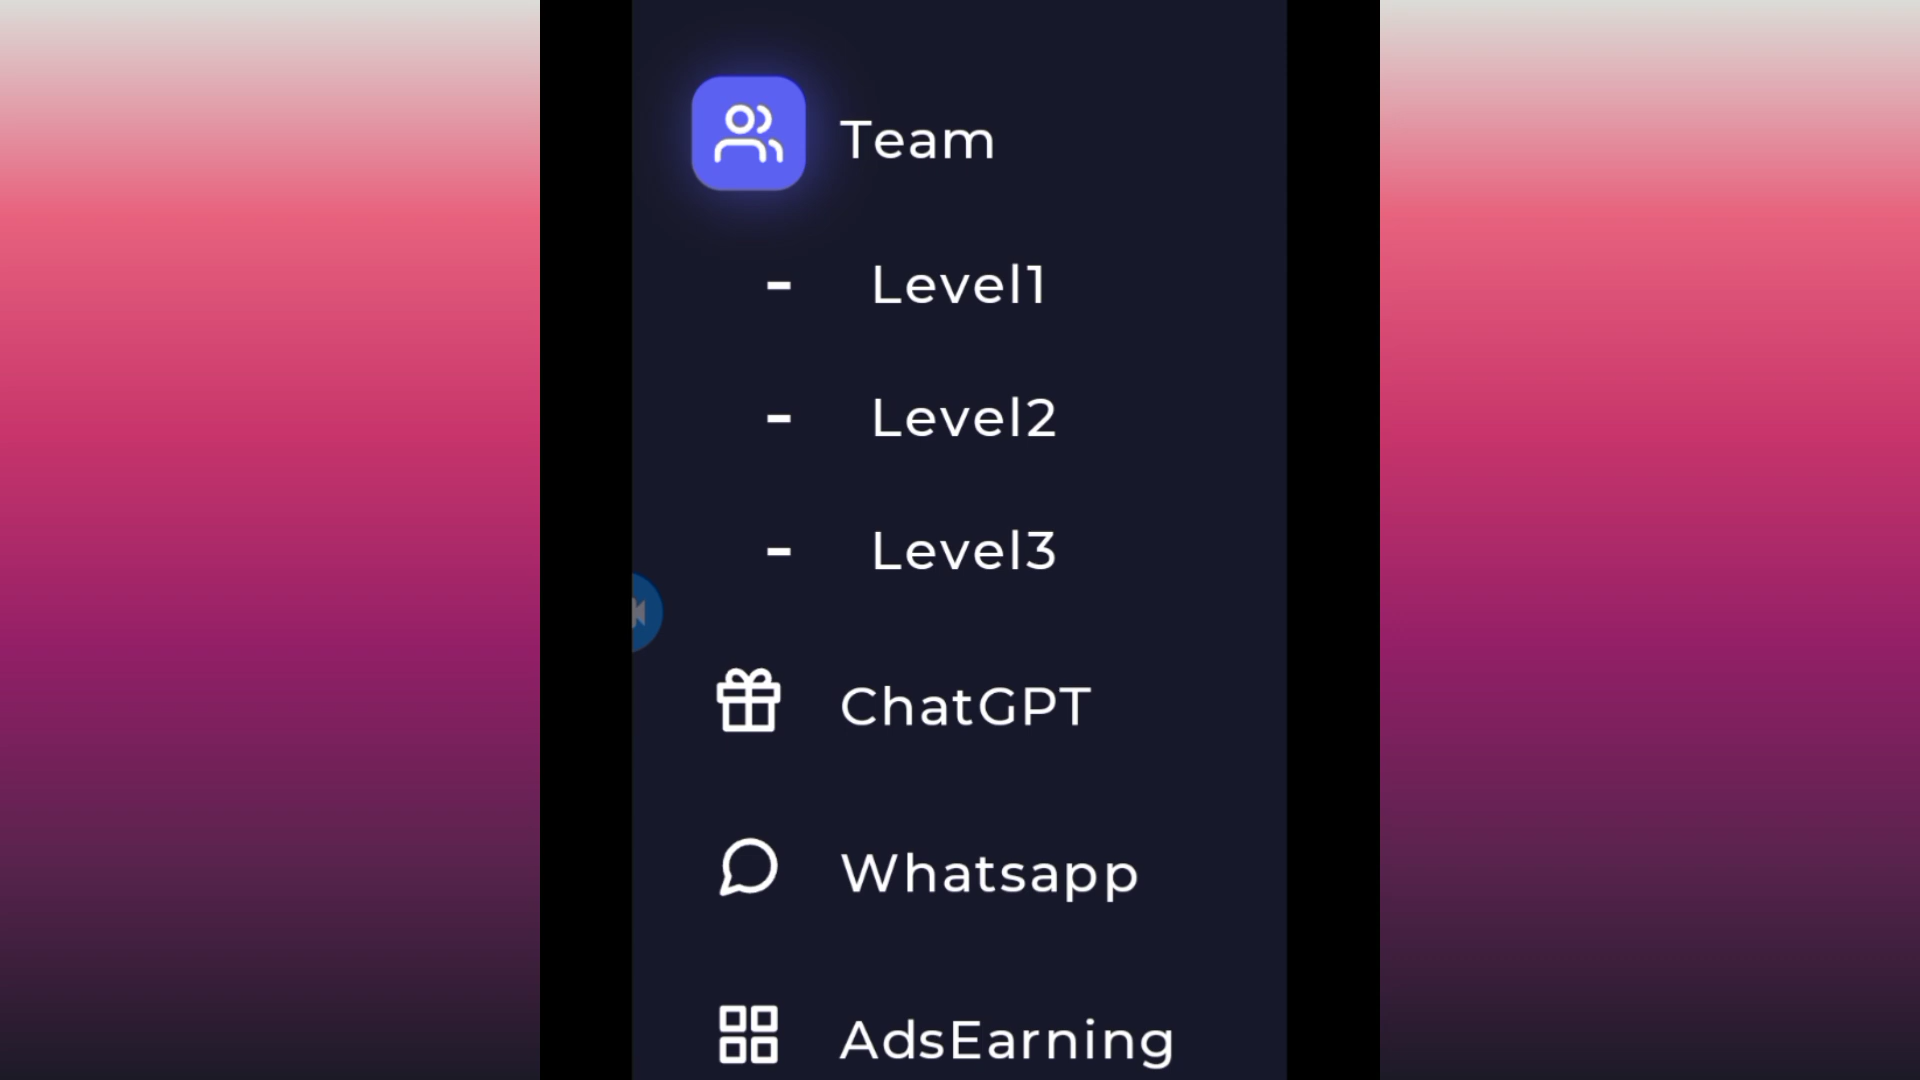 Team
- Level1
- Level2
- Level3
ChatGPT
Whatsapp
AdsEarning